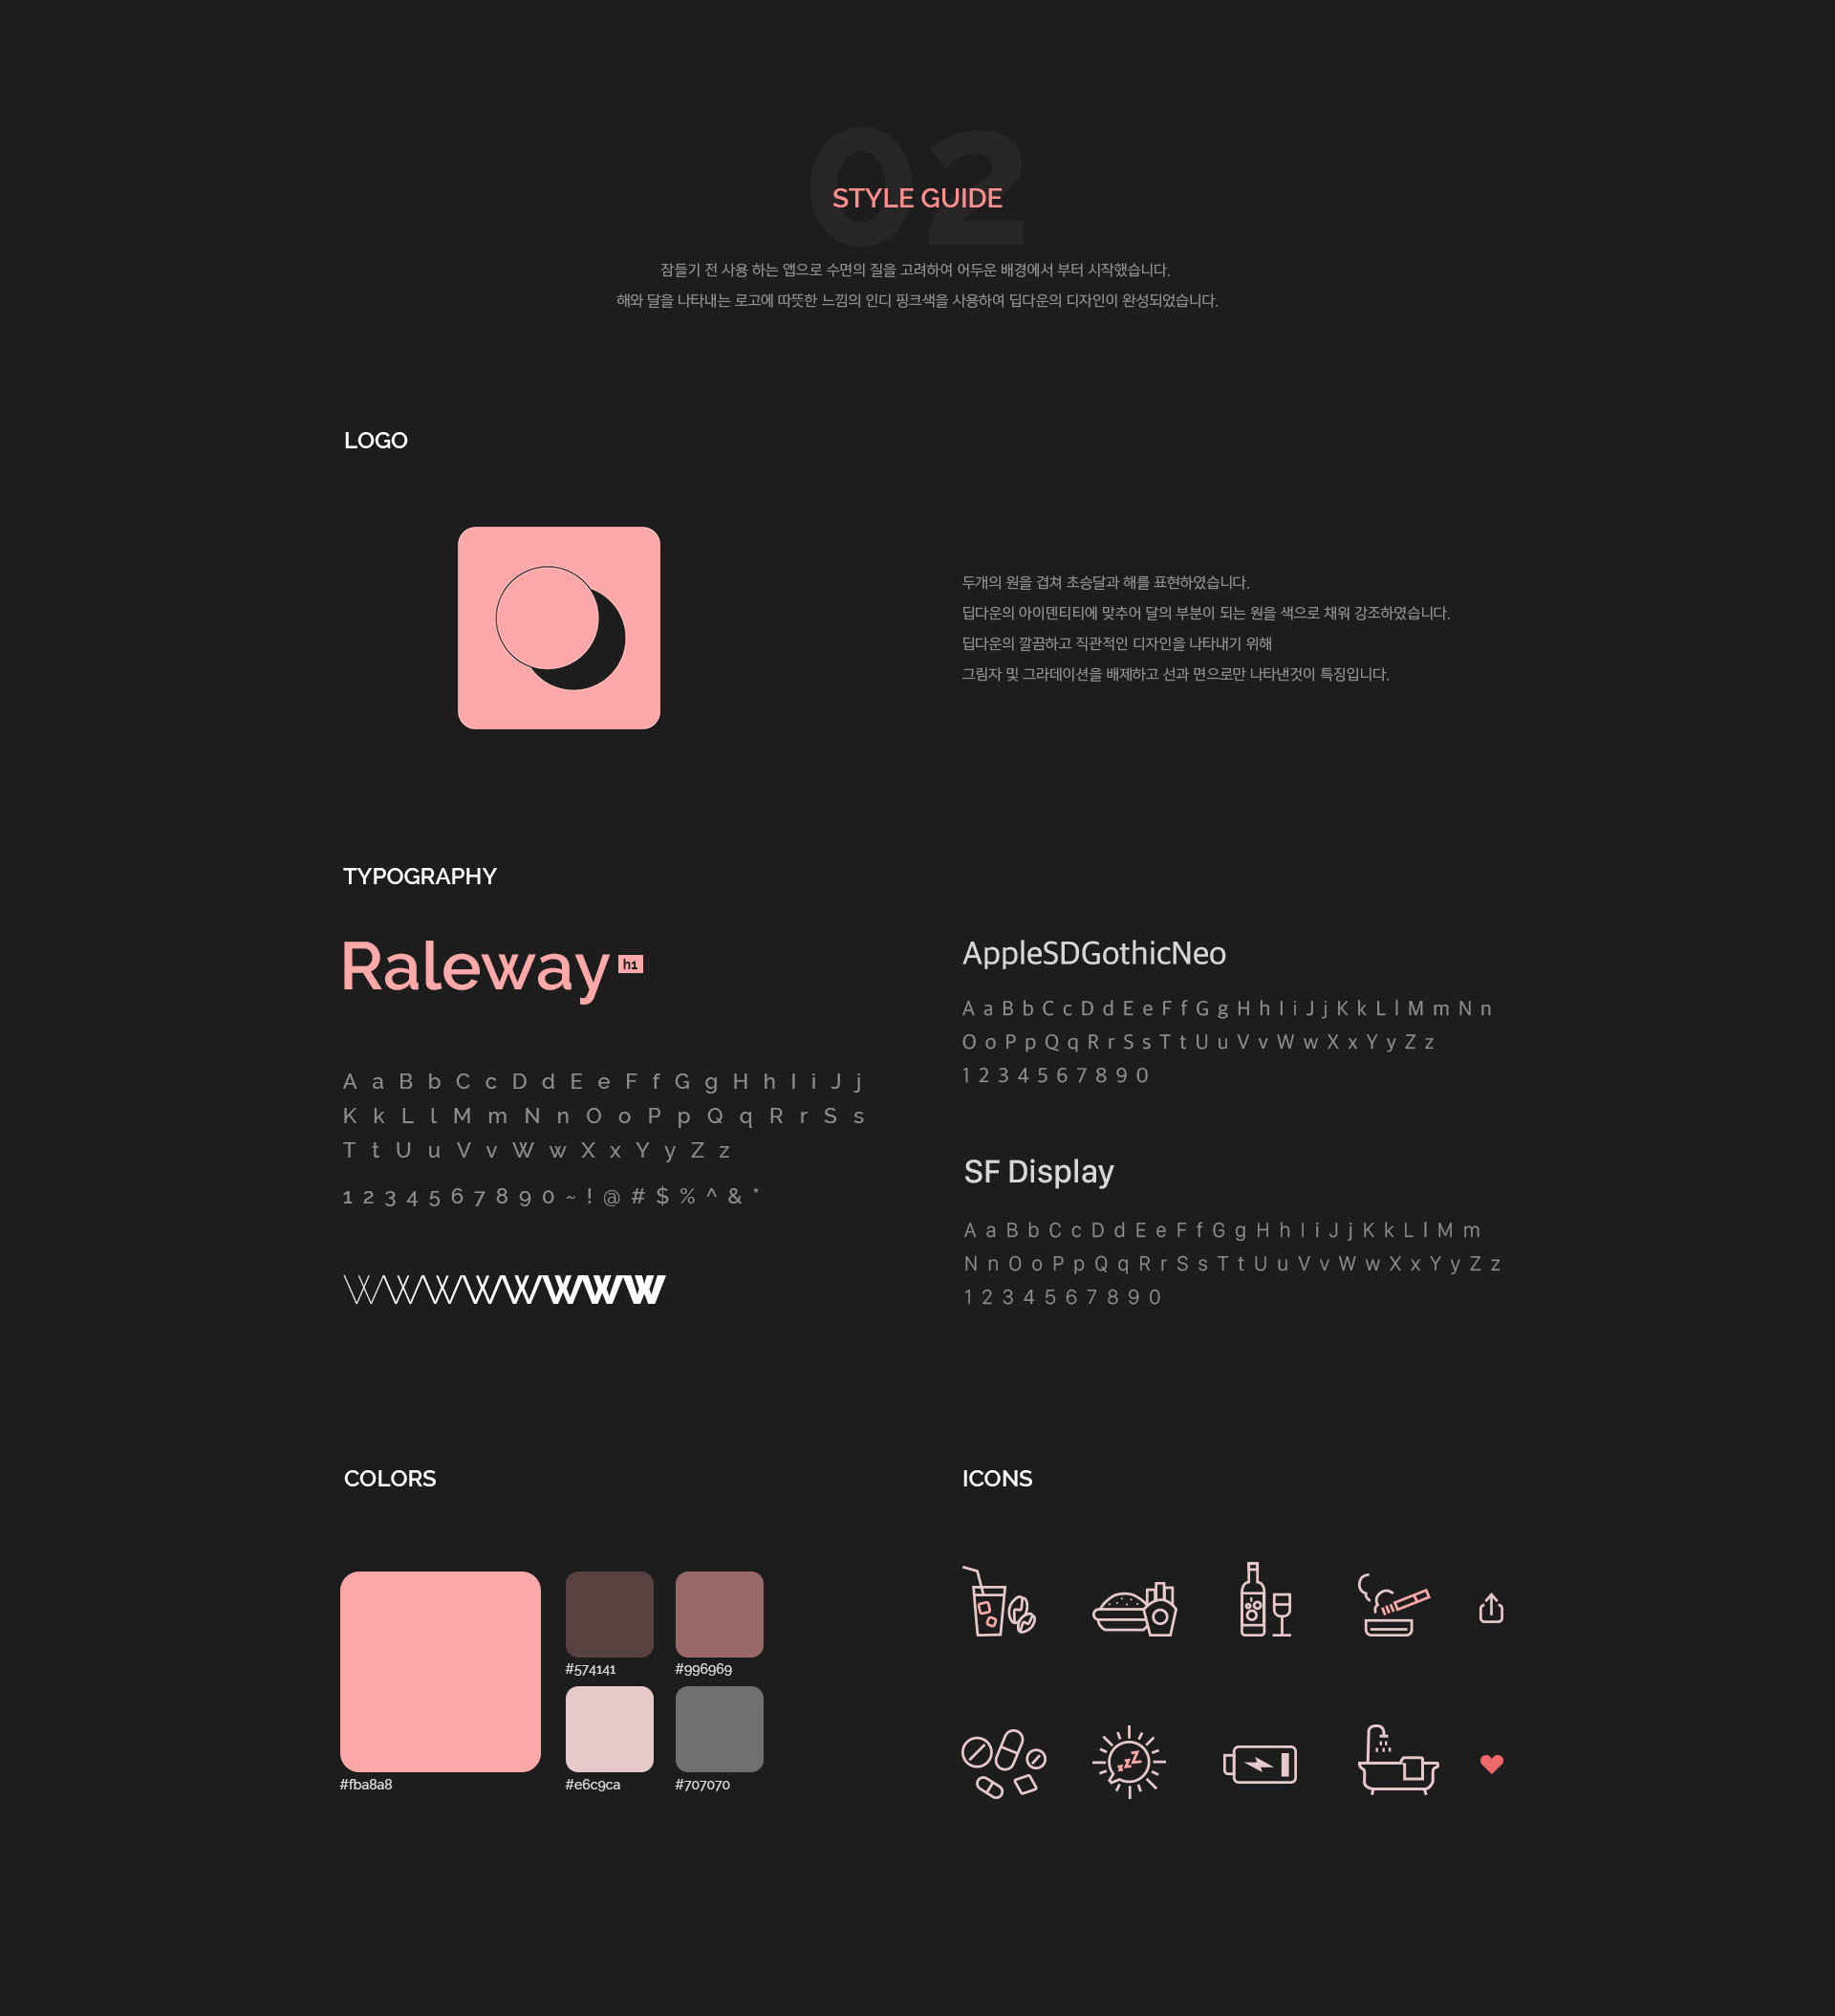 02
STYLE GUIDE
잠들기 전 사용 하는 앱으로 수면의 질을 고려하여 어두운 배경에서 부터 시작했습니다.
해와 달을 나타내는 로고에 따뜻한 느낌의 인디 핑크색을 사용하여 딥다운의 디자인이 완성되었습니다.
LOGO
두개의 원을 겹쳐 초승달과 해를 표현하였습니다.
딥다운의 아이덴티티에 맞추어 달의 부분이 되는 원을 색으로 채워 강조하였습니다.
딥다운의 깔끔하고 직관적인 디자인을 나타내기 위해
그림자 및 그라데이션을 배제하고 선과 면으로만 나타낸것이 특징입니다.
TYPOGRAPHY
Raleway h1
A a B b C c D d E e F f G g H h I i J j
K k L l M m N n O o P p Q q R r S s
T t U u V v W w X x Y y Z z
1 2 3 4 5 6 7 8 9 0 ~ ! @ # $ % ^ & *
WWWWWWWW
AppleSDGothicNeo
A a B b C c D d E e F f G g H h I i J j K k L l M m N n
O o P p Q q R r S s T t U u V v W w X x Y y Z z
1 2 3 4 5 6 7 8 9 0
SF Display
A a B b C c D d E e F f G g H h I i J j K k L l M m
N n O o P p Q q R r S s T t U u V v W w X x Y y Z z
1 2 3 4 5 6 7 8 9 0
COLORS
#fba8a8
#574141
#996969
#e6c9ca
#707070
ICONS
z z Z